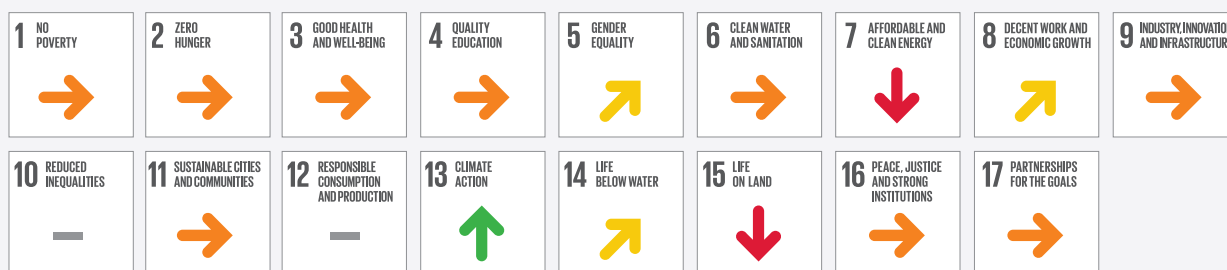 1 NO
POVERTY
2 ZERO
HUNGER
3 GOOD HEALTH
AND WELL-BEING
4 QUALITY
EDUCATION
5 GENDER
EQUALITY
6 CLEAN WATER
AND SANITATION
7 AFFORDABLE AND
CLEAN ENERGY
8 DECENT WORK AND
ECONOMIC GROWTH
9 INDUSTRY, INNOVATIO
AND INFRASTRUCTUR
10 REDUCED
INEQUALITIES
11 SUSTAINABLE CITIES
AND COMMUNITIES
12 RESPONSIBLE
CONSUMPTION
AND PRODUCTION
13 CLIMATE
ACTION
14 LIFE
BELOW WATER
15 LIFE
ON LAND
16 PEACE, JUSTICE
AND STRONG
INSTITUTIONS
17 PARTNERSHIPS
FOR THE GOALS